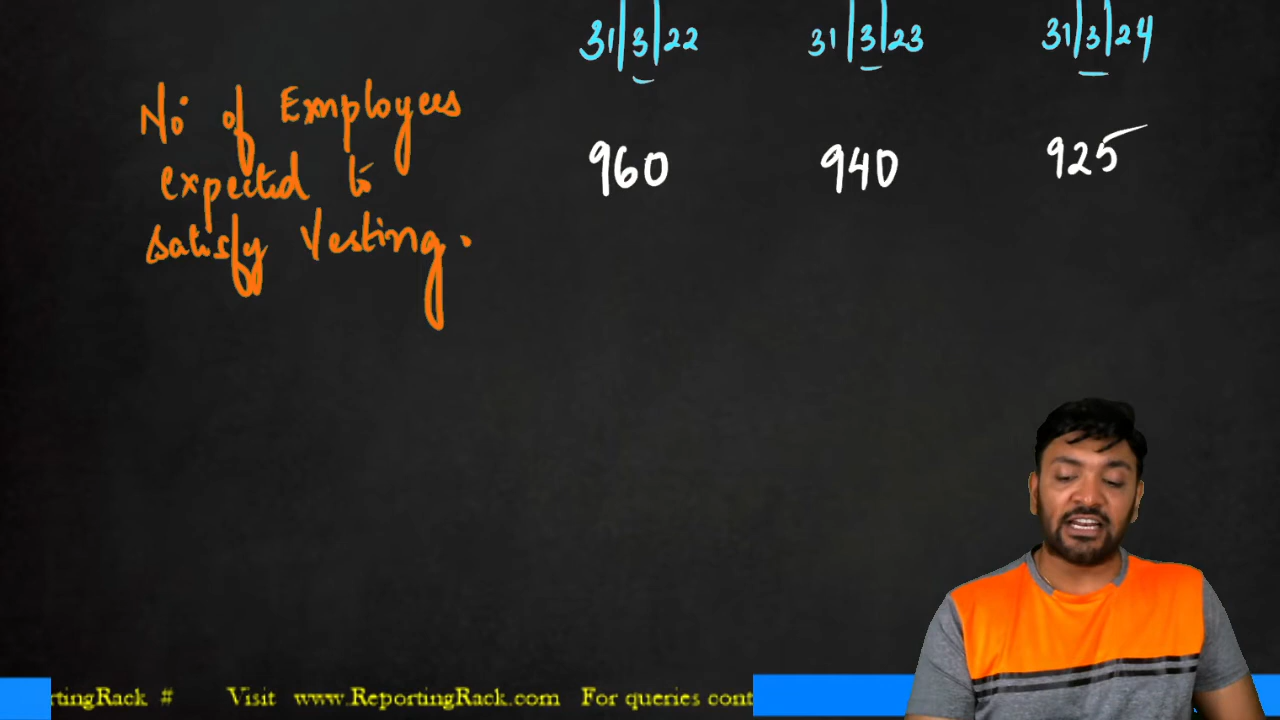 31|3|22 31|3|23 31|3|24
No of Employees
expected to
satisfy Vesting.
960 940 925
rtingRack # Visit www.ReportingRack.com For queries cont